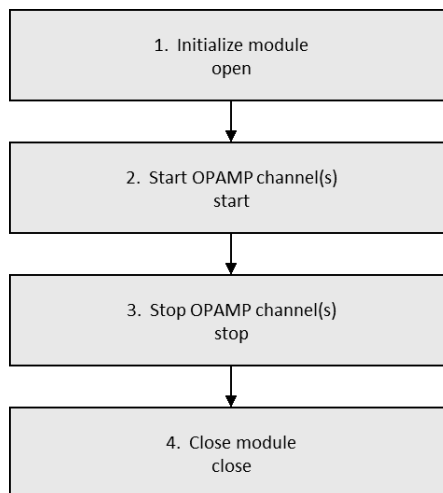 1. Initialize module
open
2. Start OPAMP channel(s)
start
3. Stop OPAMP channel(s)
stop
4. Close module
close